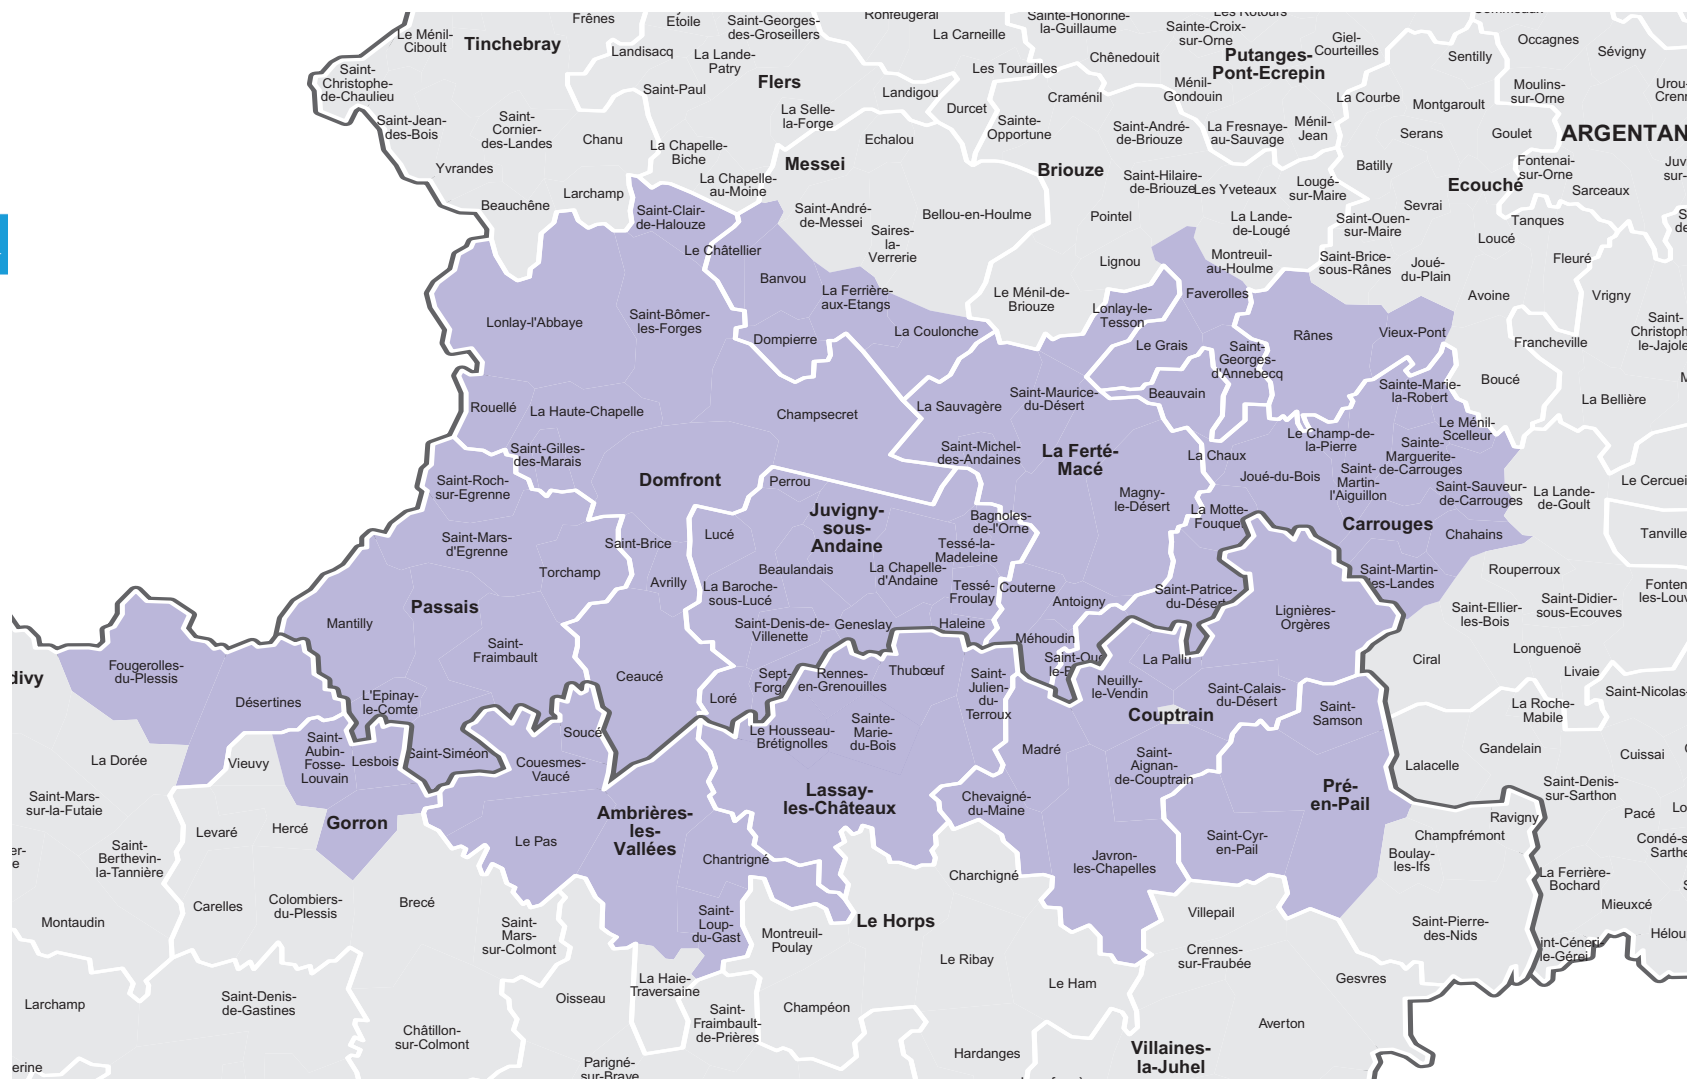 Frênes
Etoile
Saint-Georges-
des-Groseillers
Ronfeugerai
La Carneille
Sainte-Honorine-
la-Guillaume
Sainte-Croix-
sur-Orne
Les Rotours
Giel-
Courteilles
Occagnes
Sévigny
Le Ménil-
Ciboult
Tinchebray
Landisacq
La Lande-
Patry
Flers
Les Tourailles
Chênedouit
Putanges-
Pont-Ecrepin
Sentilly
Saint-
Christophe-
de-Chaulieu
Saint-Paul
Landigou
Durcet
Craménil
Ménil-
Gondouin
La Courbe
Montgaroult
Moulins-
sur-Orne
Saint-Jean-
des-Bois
Saint-
Cornier-
des-Landes
Chanu
La Selle-
la-Forge
Echalou
Sainte-
Opportune
Saint-André-
de-Briouze
La Fresnaye-
au-Sauvage
Ménil-
Jean
Serans
Goulet
ARGENTAN
Yvrandes
La Chapelle-
Biche
La Chapelle-
au-Moine
Messei
Briouze
Saint-Hilaire-
de-Briouze
Les Yveteaux
Lougé-
sur-Maire
Batilly
Ecouché
Fontenai-
sur-Orne
Sarceaux
Beauchêne
Larchamp
Saint-Clair-
de-Halouze
Saint-André-
de-Messei
Bellou-en-Houlme
Pointel
La Lande-
de-Lougé
Saint-Ouen-
sur-Maire
Sevrai
Tanques
Loucé
Le Châtellier
Saires-
la-
Verrerie
Lignou
Montreuil-
au-Houlme
Saint-Brice-
sous-Rânes
Joué-
du-Plain
Fleuré
Banvou
La Ferrière-
aux-Etangs
Le Ménil-de-
Briouze
Faverolles
Avoine
Vrigny
Lonlay-l'Abbaye
Saint-Bômer-
les-Forges
Dompierre
La Coulonche
Lonlay-le-
Tesson
Le Grais
Saint-
Georges-
d'Annebecq
Rânes
Vieux-Pont
Francheville
Saint-
Christoph
le-Jajole
Rouellé
La Haute-Chapelle
Champsecret
La Sauvagère
Saint-Maurice-
du-Désert
Beauvain
Sainte-Marie-
la-Robert
Boucé
La Bellière
Saint-Gilles-
des-Marais
Saint-Michel-
des-Andaines
La Ferté-
Macé
La Chaux
Le Champ-de-
la-Pierre
Le Ménil-
Scelleur
Sainte-
Marguerite-
de-Carrouges
Saint-Roch-
sur-Egrenne
Domfront
Perrou
Joué-du-Bois
Saint-
Martin-
l'Aiguillon
Saint-Sauveur-
de-Carrouges
La Lande-
de-Goult
Le Cercuei
Juvigny-
sous-
Andaine
Bagnoles-
de-l'Orne
Magny-
le-Désert
La Motte-
Fouquet
Carrouges
Chahains
Tanville
Saint-Mars-
d'Egrenne
Saint-Brice
Lucé
Tessé-la-
Madeleine
Torchamp
Avrilly
Beaulandais
La Chapelle-
d'Andaine
La Baroche-
sous-Lucé
Tessé-
Froulay
Couterne
Antoigny
Saint-Patrice-
du-Désert
Saint-Martin-
des-Landes
Rouperroux
Passais
Mantilly
Saint-Denis-de-
Villenette
Geneslay
Haleine
Méhoudin
Lignières-
Orgères
Saint-Ellier-
les-Bois
Saint-Didier-
sous-Ecouves
Fougerolles-
du-Plessis
Saint-
Fraimbault
Ceaucé
Rennes-
en-Grenouilles
Thubœuf
La Pallu
Ciral
Longuenoë
Livaie
Désertines
L'Epinay-
le-Comte
Loré
Saint-
Julien-
du-
Terroux
Neuilly-
le-Vendin
Saint-Calais-
du-Désert
Saint-
Samson
La Roche-
Mabile
Saint-Nicolas-
Soucé
Le Housseau-
Brétignolles
Sainte-
Marie-
du-Bois
Couptrain
La Dorée
Vieuvy
Saint-
Aubin-
Fosse-
Louvain
Lesbois
Saint-Siméon
Couesmes-
Vaucé
Madré
Saint-
Aignan-
de-Couptrain
Lalacelle
Gandelain
Cuissai
Saint-Mars-
sur-la-Futaie
Lassay-
les-Châteaux
Chevaigné-
du-Maine
Pré-
en-Pail
Saint-Denis-
sur-Sarthon
Levaré
Hercé
Gorron
Ambrières-
les-
Vallées
Ravigny
Pacé
Saint-
Berthevin-
la-Tannière
Le Pas
Chantrigné
Javron-
les-Chapelles
Saint-Cyr-
en-Pail
Champfrémont
Boulay-
les-Ifs
Condé-s
Sarthe
Carelles
Colombiers-
du-Plessis
Brecé
Charchigné
La Ferrière-
Bochard
Mieuxcé
Montaudin
Saint-
Mars-
sur-Colmont
Saint-
Loup-
du-Gast
Montreuil-
Poulay
Le Horps
Villepail
Saint-Pierre-
des-Nids
Hélou
Le Ribay
Crennes-
sur-Fraubée
int-Céneri-
le-Gérei
Larchamp
Saint-Denis-
de-Gastines
Oisseau
La Haie-
Traversaine
Champéon
Le Ham
Gesvres
Châtillon-
sur-Colmont
Saint-
Fraimbault-
de-Prières
Averton
Parigné-
sur-Braye
Hardanges
Villaines-
la-Juhel
erine